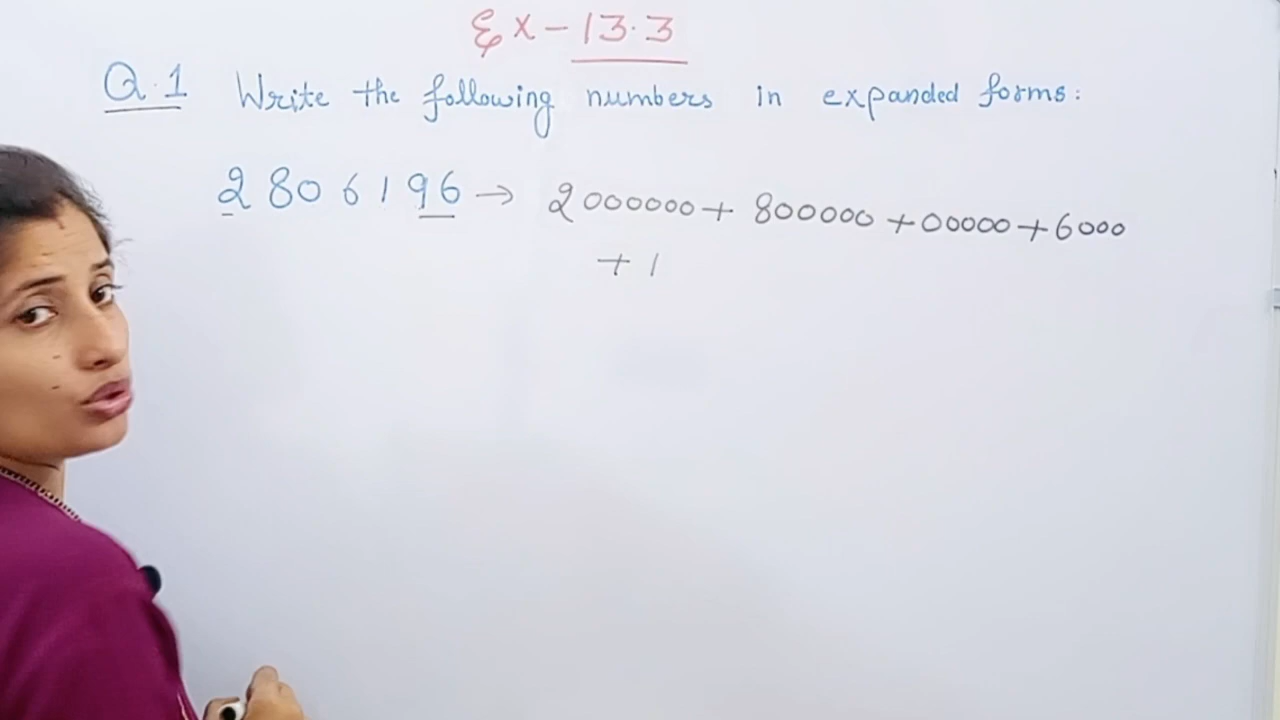 Ex-13.3
Q.1 Write the following numbers in expanded forms:
2806196 → 2000000+ 800000 +00000+6000
+ 1